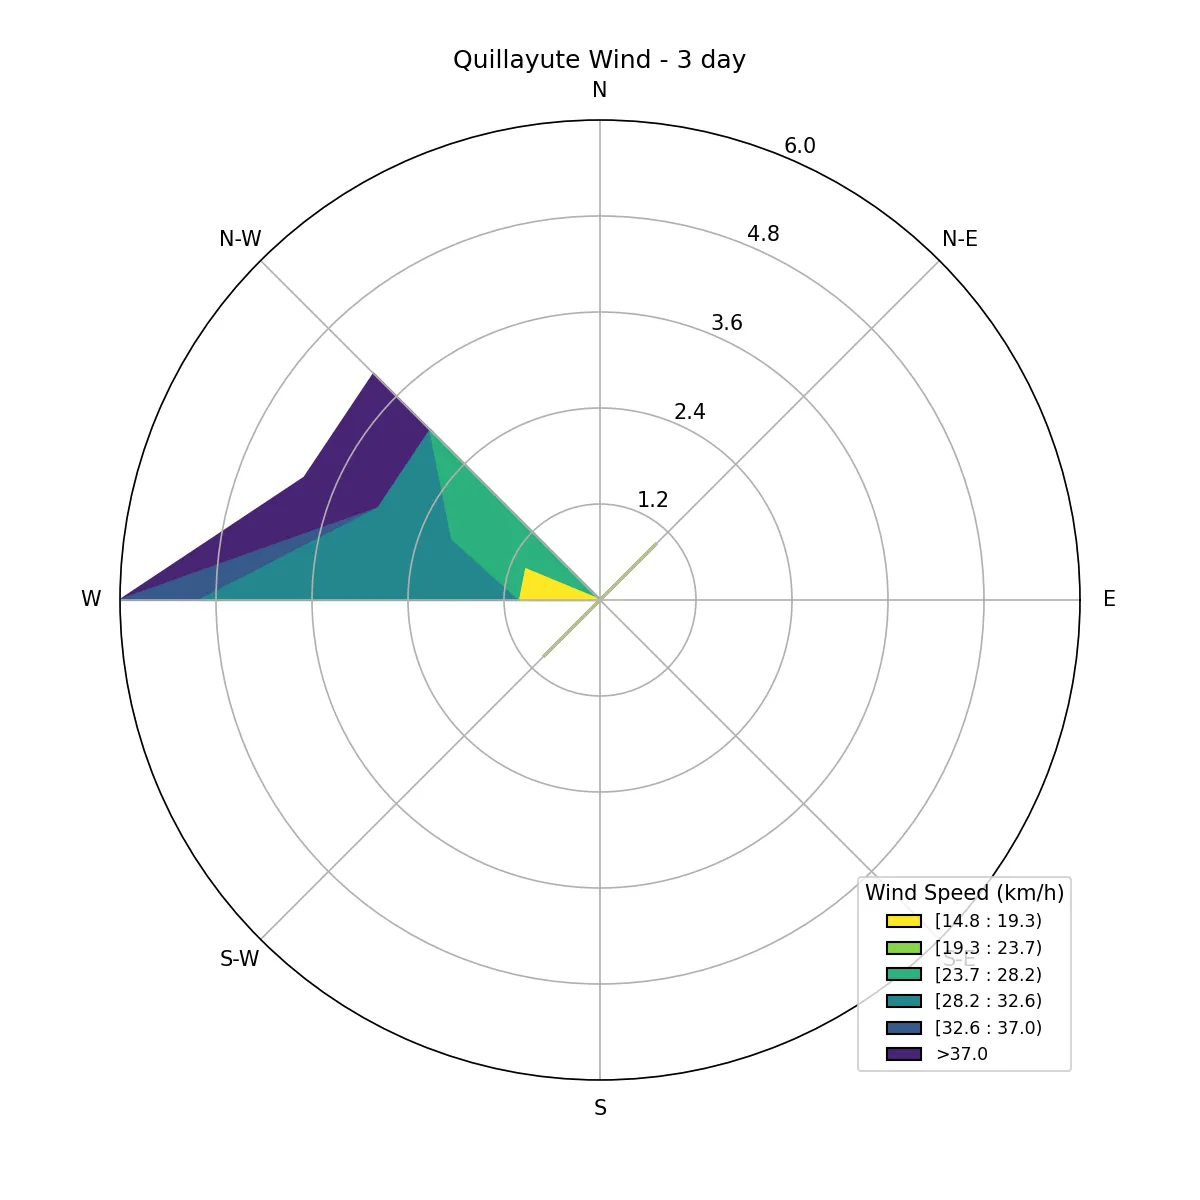 Quillayute Wind - 3 day
N
6.0
4.8
N-W
N-E
3.6
2.4
1.2
W
E
Wind Speed (km/h)
[14.8 : 19.3)
[19.3 : 23.7)
S-W
S-E
[23.7 : 28.2)
[28.2 : 32.6)
[32.6 : 37.0)
>37.0
S